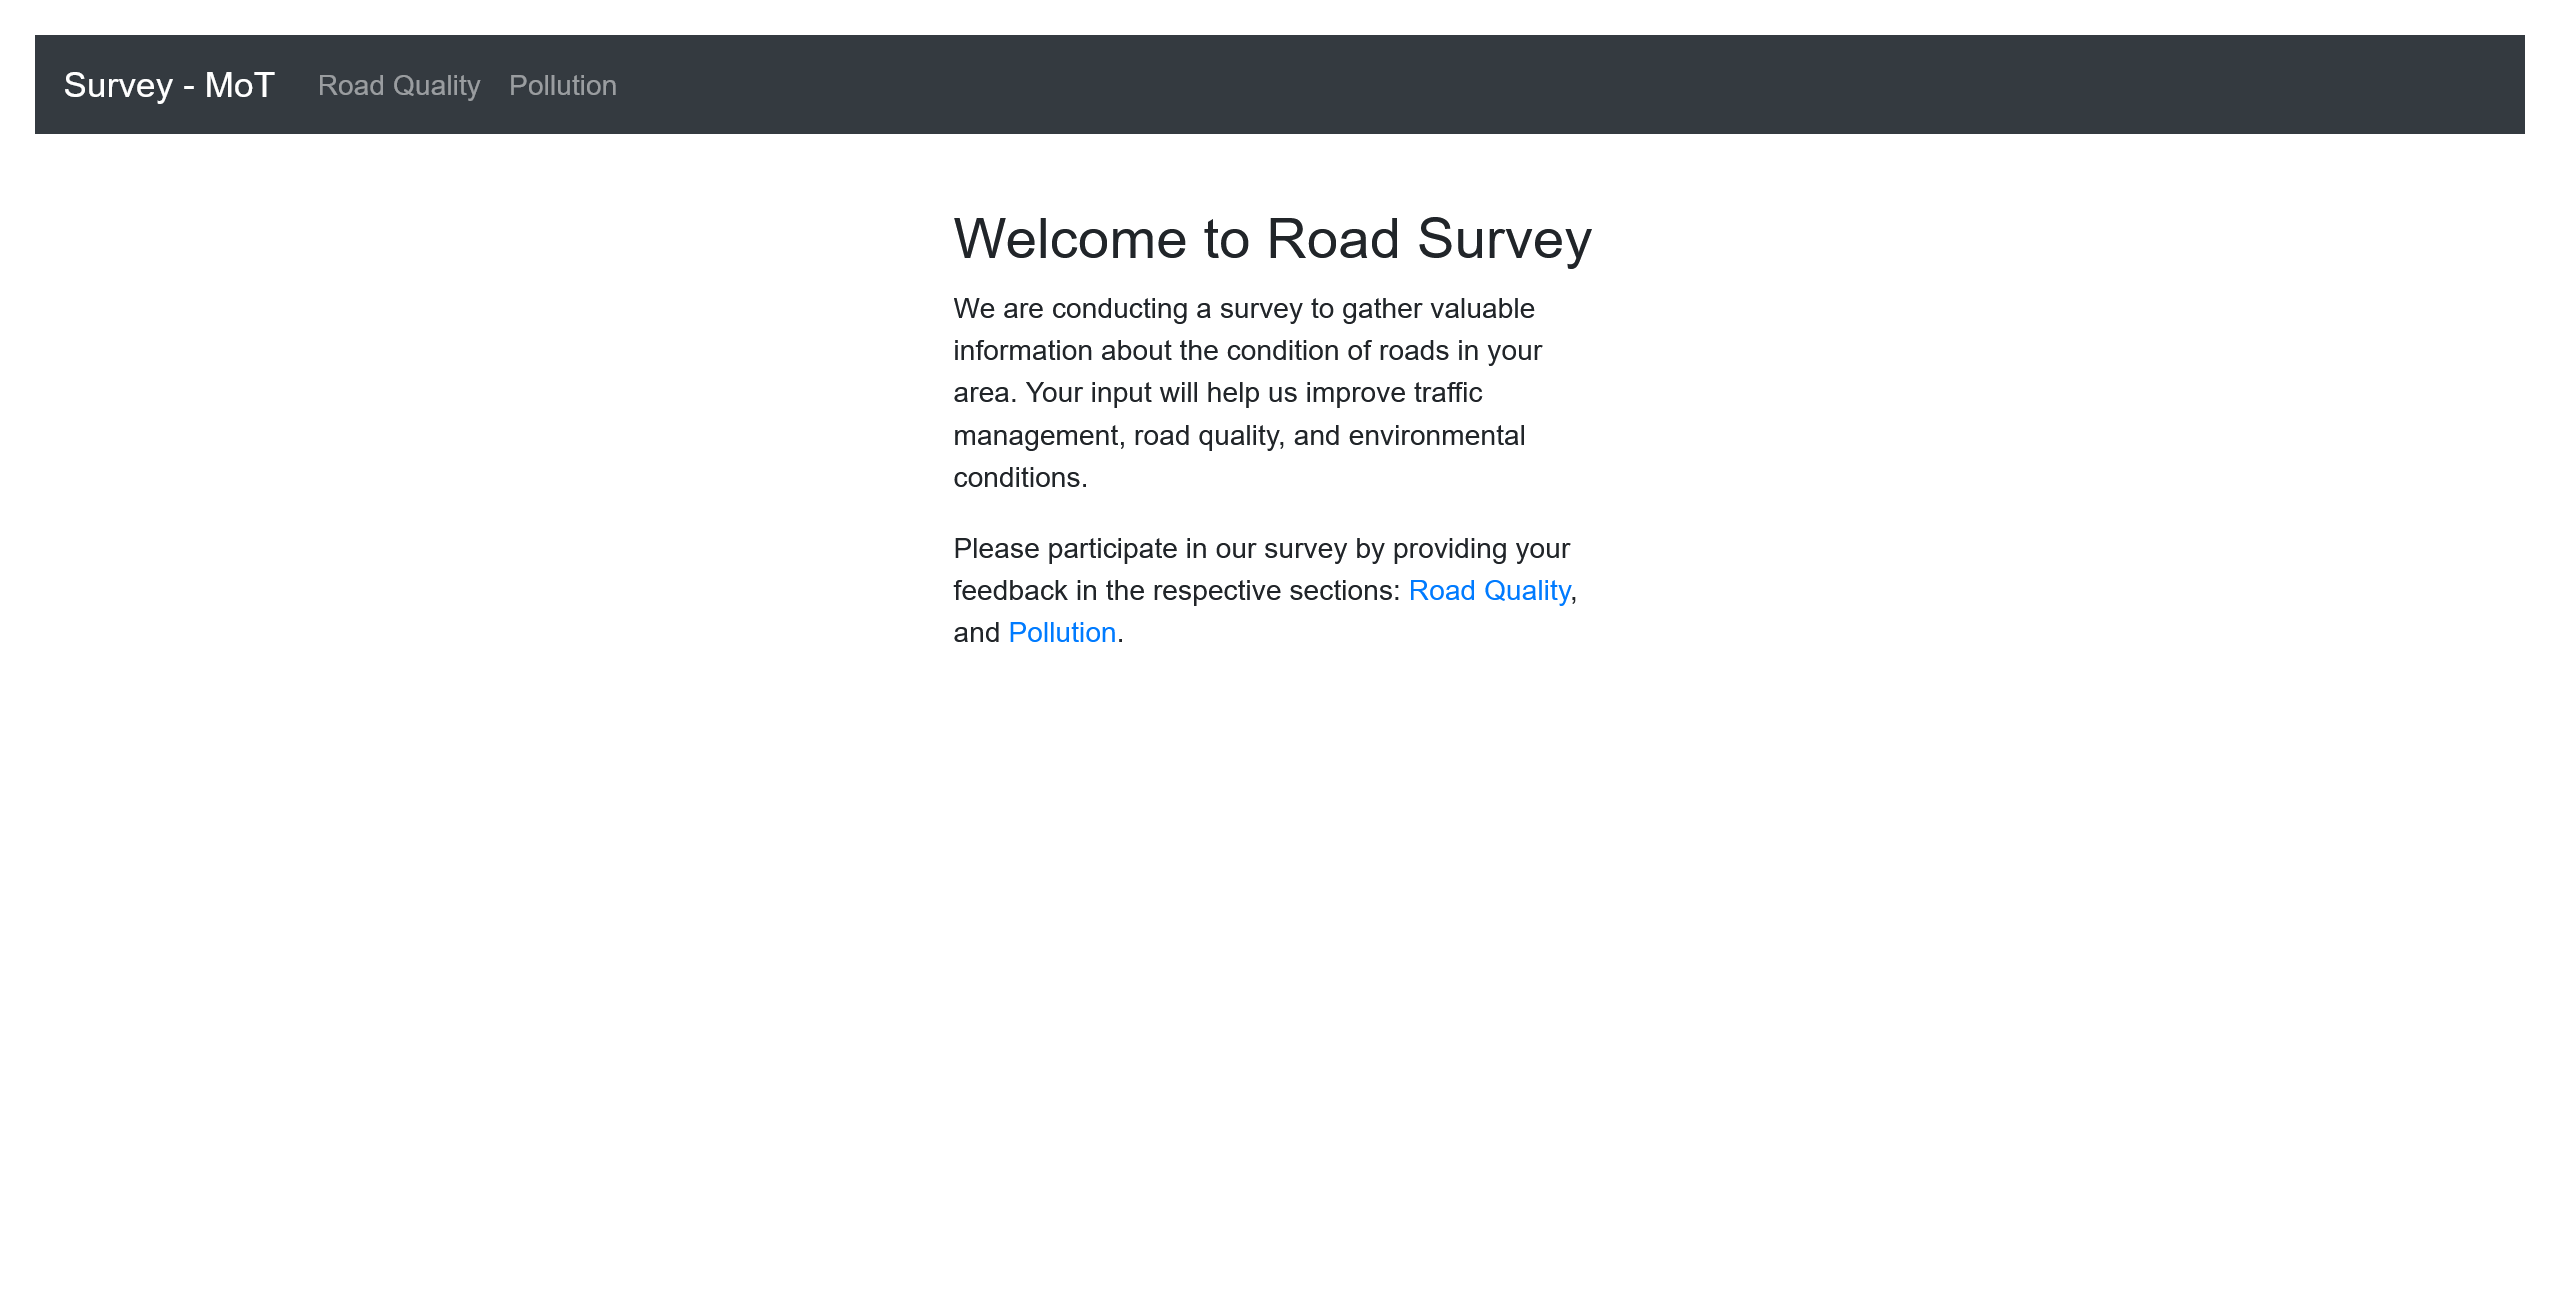 Survey - MoT Road Quality Pollution
Welcome to Road Survey
We are conducting a survey to gather valuable
information about the condition of roads in your
area. Your input will help us improve traffic
management, road quality, and environmental
conditions.
Please participate in our survey by providing your
feedback in the respective sections: Road Quality,
and Pollution.